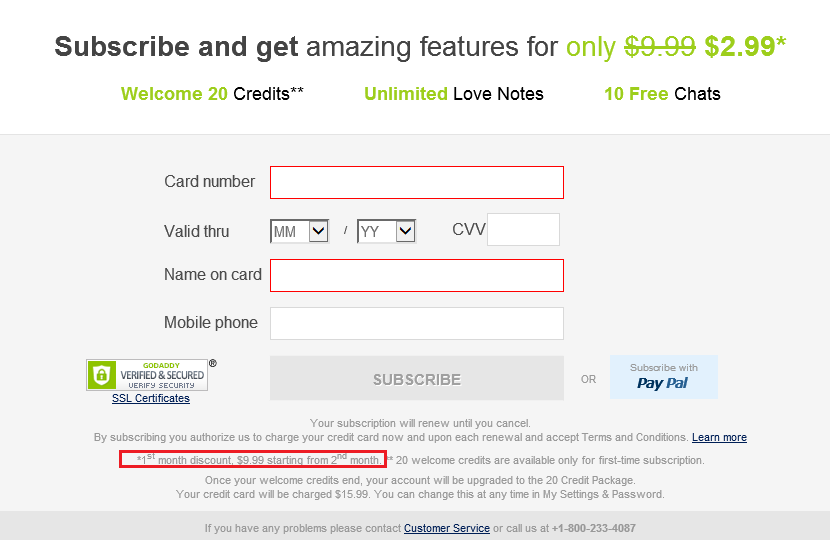 Subscribe and get amazing features for only $9.99 $2.99*
Welcome 20 Credits** Unlimited Love Notes 10 Free Chats
Card number
Valid thru MM / YY CVV
Name on card
Mobile phone
GODADDY
VERIFIED & SECURED
VERIFY SECURITY
®
SSL Certificates
SUBSCRIBE OR Subscribe with
PayPal
Your subscription will renew until you cancel.
By subscribing you authorize us to charge your credit card now and upon each renewal and accept Terms and Conditions. Learn more
*1st month discount, $9.99 starting from 2nd month. ** 20 welcome credits are available only for first-time subscription.
Once your welcome credits end, your account will be upgraded to the 20 Credit Package.
Your credit card will be charged $15.99. You can change this at any time in My Settings & Password.
If you have any problems please contact Customer Service or call us at +1-800-233-4087